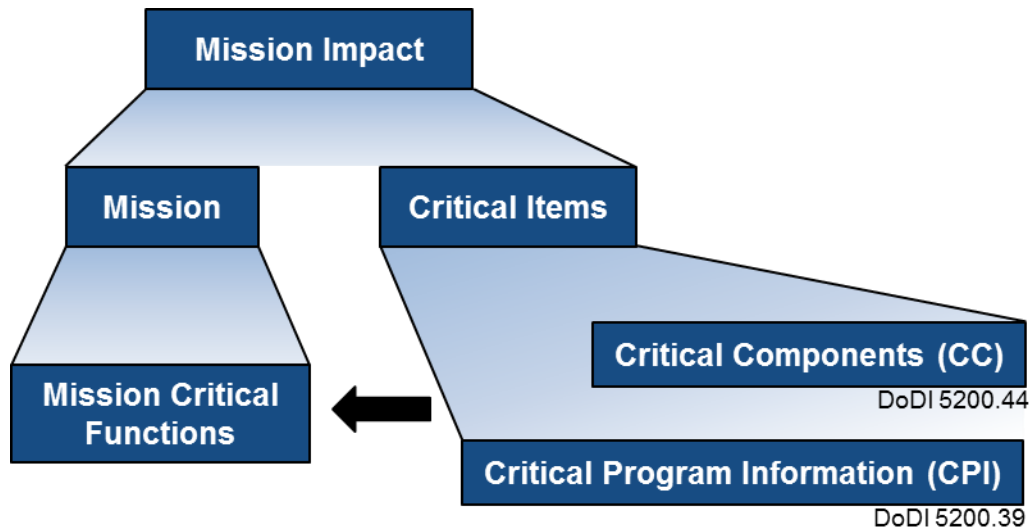 Mission Impact
Mission
Critical Items
Critical Components (CC)
DoDI 5200.44
Mission Critical
Functions
Critical Program Information (CPI)
DoDI 5200.39